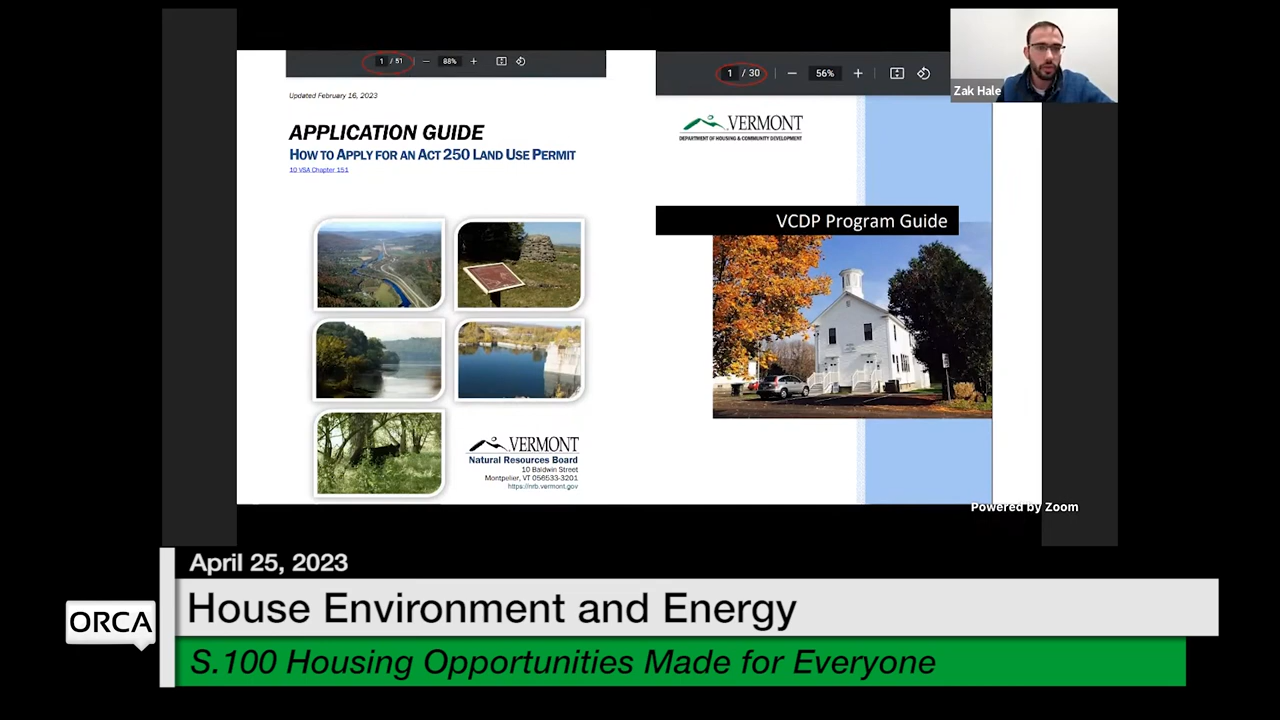 1 / 51 — 88% +
Updated February 16, 2023
APPLICATION GUIDE
HOW TO APPLY FOR AN ACT 250 LAND USE PERMIT
10 VSA Chapter 151
VERMONT
Natural Resources Board
10 Baldwin Street
Montpelier, VT 056533-3201
https://nrb.vermont.gov
1 / 30 — 56% +
VERMONT
DEPARTMENT OF HOUSING & COMMUNITY DEVELOPMENT
VCDP Program Guide
Zak Hale
Powered by Zoom
April 25, 2023
ORCA
House Environment and Energy
S.100 Housing Opportunities Made for Everyone